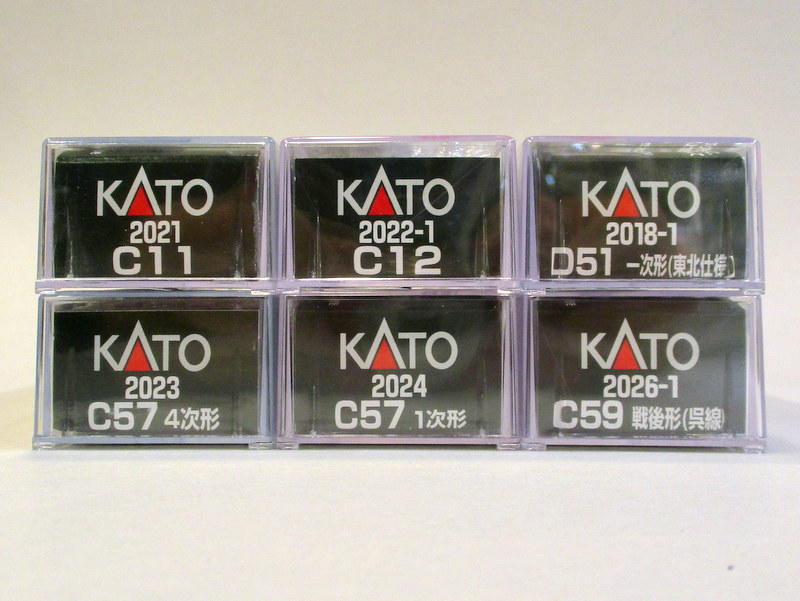 KATO
2021
C11
KATO
2022-1
C12
KATO
2018-1
D51 一次形(東北仕様)
KATO
2023
C57 4次形
KATO
2024
C57 1次形
KATO
2026-1
C59 戦後形(呉線)